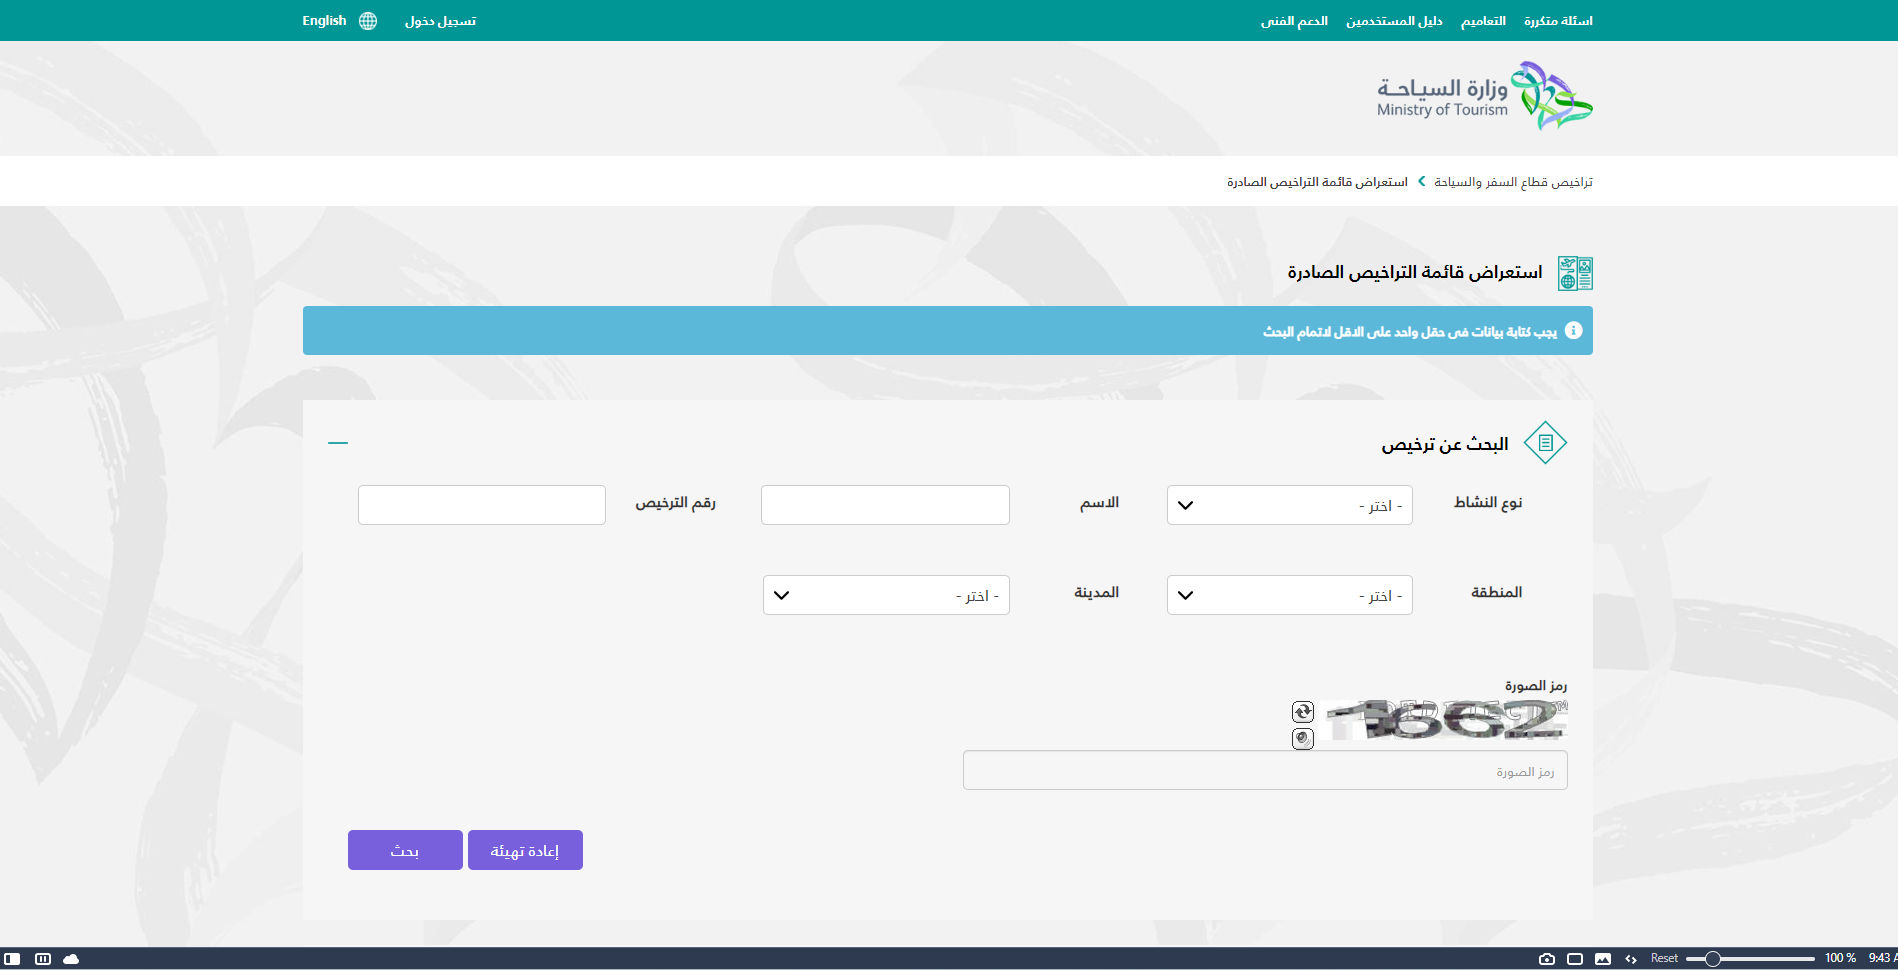 اسئلة متكررة التعاميم دليل المستخدمين الدعم الفني تسجيل دخول English
وزارة السياحة
Ministry of Tourism
تراخيص قطاع السفر والسياحة استعراض قائمة التراخيص الصادرة
استعراض قائمة التراخيص الصادرة
يجب كتابة بيانات في حقل واحد على الاقل لاتمام البحث
البحث عن ترخيص
نوع النشاط - اختر - الاسم رقم الترخيص
المنطقة - اختر - المدينة - اختر -
رمز الصورة
رمز الصورة
إعادة تهيئة بحث
Reset 100 % 9:43 A